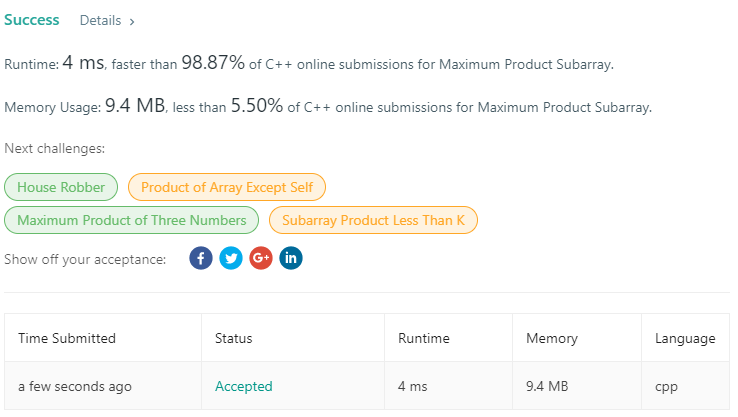 Success Details >
Runtime: 4 ms, faster than 98.87% of C++ online submissions for Maximum Product Subarray.
Memory Usage: 9.4 MB, less than 5.50% of C++ online submissions for Maximum Product Subarray.
Next challenges:
House Robber Product of Array Except Self
Maximum Product of Three Numbers Subarray Product Less Than K
Show off your acceptance: f G+ in
Time Submitted Status Runtime Memory Language
a few seconds ago Accepted 4 ms 9.4 MB cpp